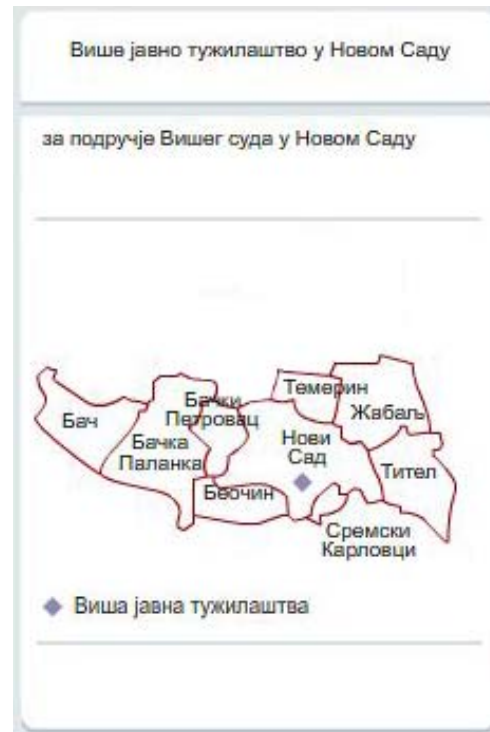 Више јавно тужилаштво у Новом Саду
за подручје Вишег суда у Новом Саду
Темерин
Бачки
Петровац
Жабаљ
Бач
Бачка
Паланка
Нови
Сад
Тител
Беочин
Сремски
Карловци
Виша јавна тужилаштва